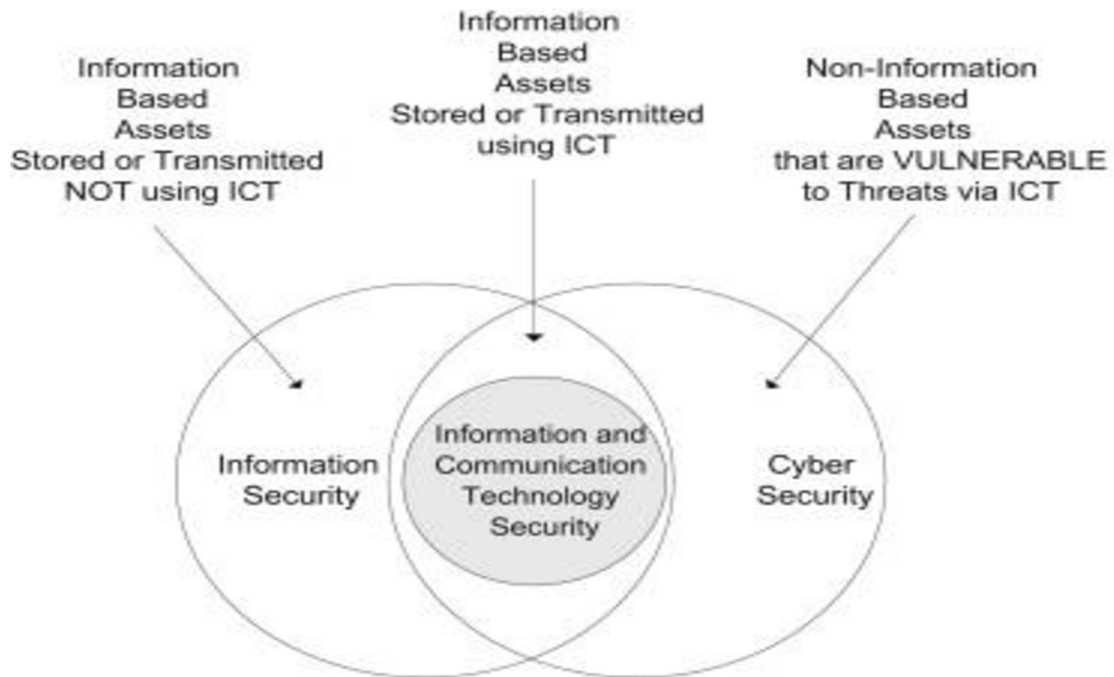 Information
Based
Assets
Stored or Transmitted
NOT using ICT
Information
Based
Assets
Stored or Transmitted
using ICT
Non-Information
Based
Assets
that are VULNERABLE
to Threats via ICT
Information
Security
Information and
Communication
Technology
Security
Cyber
Security